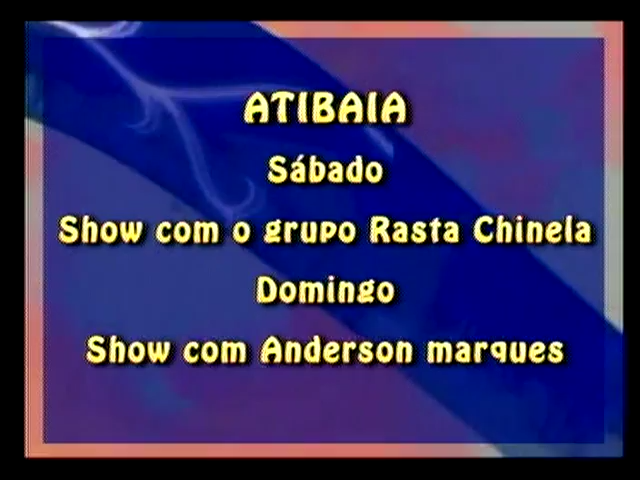 ATIBAIA
Sábado
Show com o grupo Rasta Chinela
Domingo
Show com Anderson marques